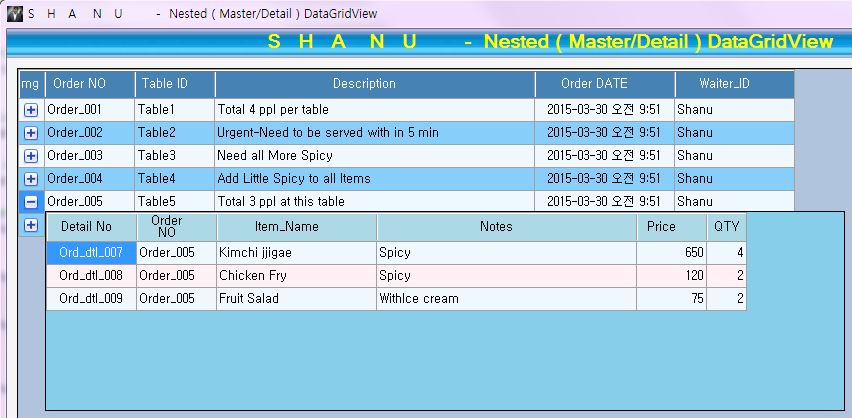 S H A N U - Nested ( Master/Detail ) DataGridView
S H A N U - Nested ( Master/Detail ) DataGridView
mg Order NO Table ID Description Order DATE Waiter_ID
Order_001 Table1 Total 4 ppl per table 2015-03-30 오전 9:51 Shanu
Order_002 Table2 Urgent-Need to be served with in 5 min 2015-03-30 오전 9:51 Shanu
Order_003 Table3 Need all More Spicy 2015-03-30 오전 9:51 Shanu
Order_004 Table4 Add Little Spicy to all Items 2015-03-30 오전 9:51 Shanu
Order_005 Table5 Total 3 ppl at this table 2015-03-30 오전 9:51 Shanu
Detail No Order NO Item_Name Notes Price QTY
Ord_dtl_007 Order_005 Kimchi jjigae Spicy 650 4
Ord_dtl_008 Order_005 Chicken Fry Spicy 120 2
Ord_dtl_009 Order_005 Fruit Salad WithIce cream 75 2